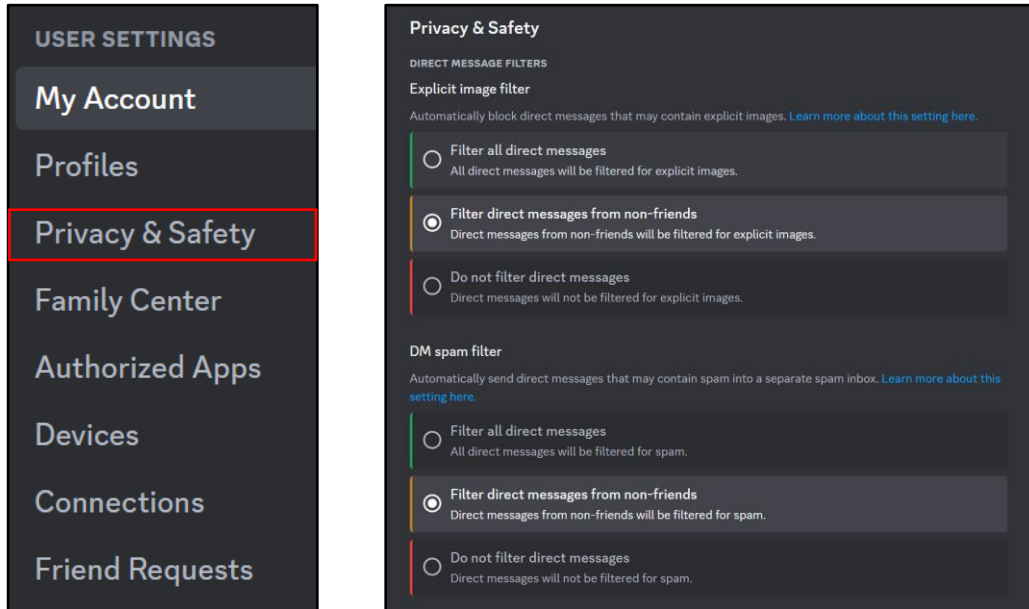 USER SETTINGS
My Account
Profiles
Privacy & Safety
Family Center
Authorized Apps
Devices
Connections
Friend Requests
Privacy & Safety
DIRECT MESSAGE FILTERS
Explicit image filter
Automatically block direct messages that may contain explicit images. Learn more about this setting here.
Filter all direct messages
All direct messages will be filtered for explicit images.
Filter direct messages from non-friends
Direct messages from non-friends will be filtered for explicit images.
Do not filter direct messages
Direct messages will not be filtered for explicit images.
DM spam filter
Automatically send direct messages that may contain spam into a separate spam inbox. Learn more about this
setting here.
Filter all direct messages
All direct messages will be filtered for spam.
Filter direct messages from non-friends
Direct messages from non-friends will be filtered for spam.
Do not filter direct messages
Direct messages will not be filtered for spam.